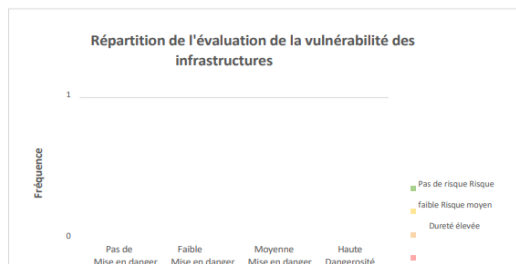 Répartition de l'évaluation de la vulnérabilité des
infrastructures
1
Fréquence
0
Pas de Faible Moyenne Haute
Mise en danger Mise en danger Mise en danger Dangerosité
Pas de risque Risque
faible Risque moyen
Dureté élevée